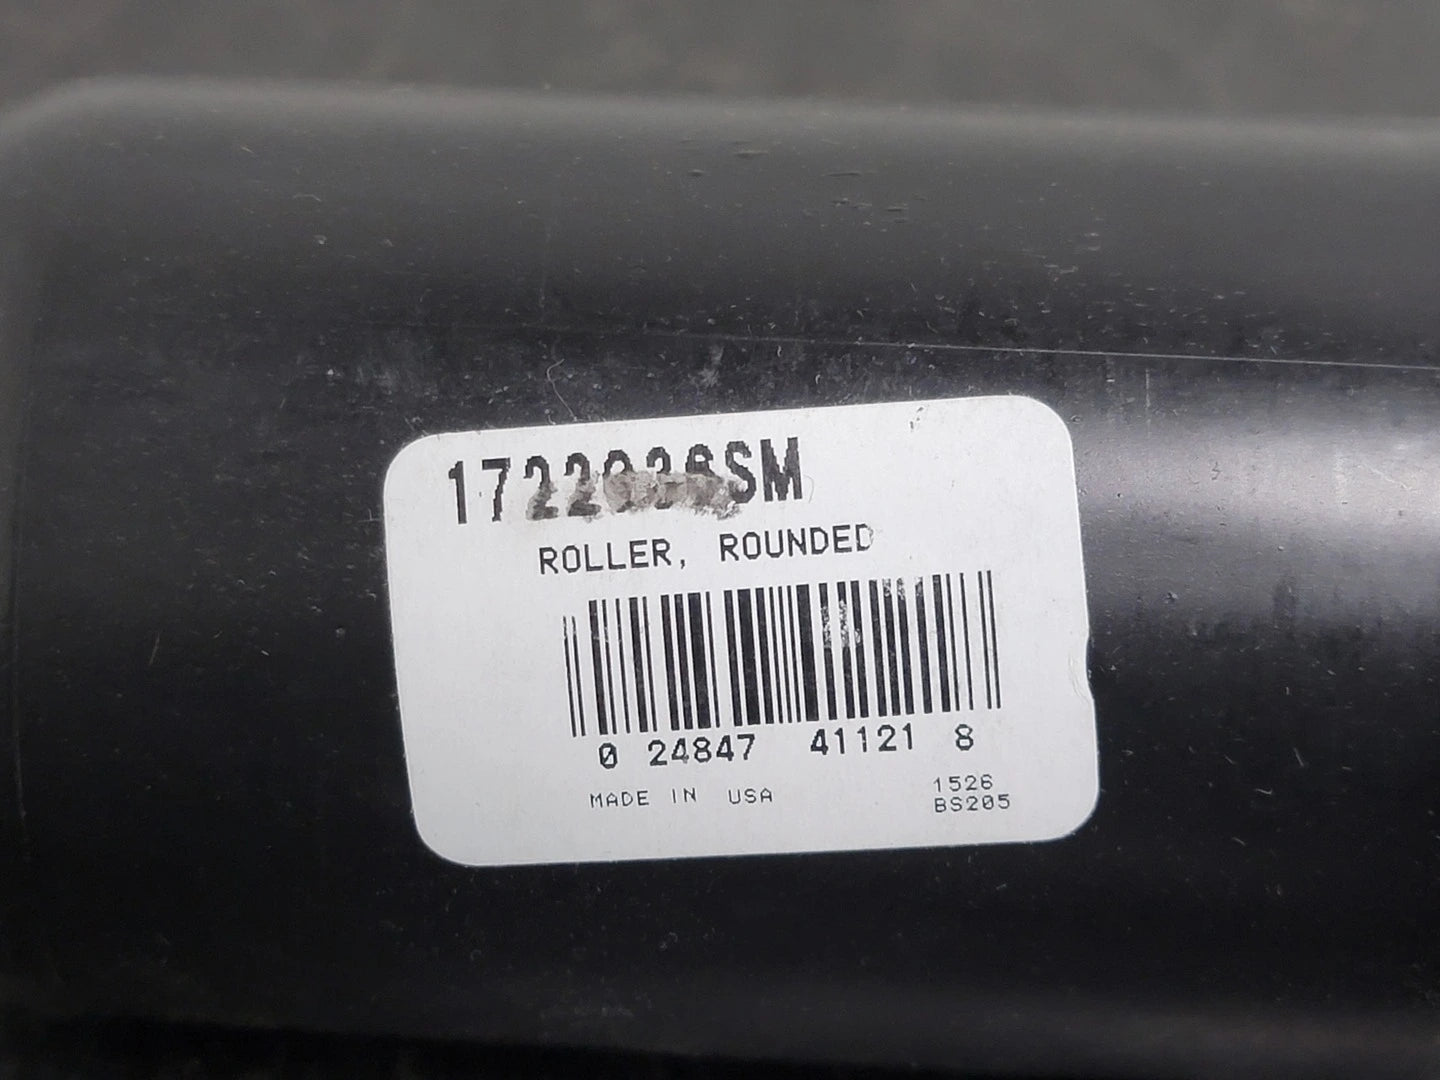 ROLLER, ROUNDED
0 24847 41121 8
MADE IN USA
1526
BS205